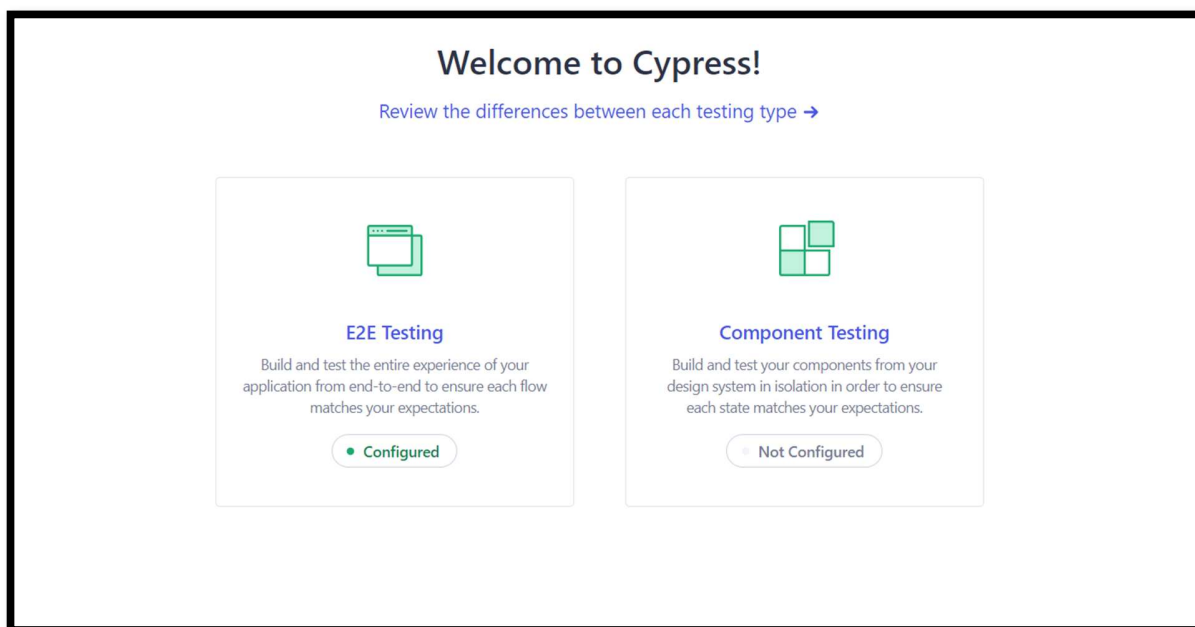 Welcome to Cypress!
Review the differences between each testing type →
E2E Testing
Build and test the entire experience of your
application from end-to-end to ensure each flow
matches your expectations.
Configured
Component Testing
Build and test your components from your
design system in isolation in order to ensure
each state matches your expectations.
Not Configured